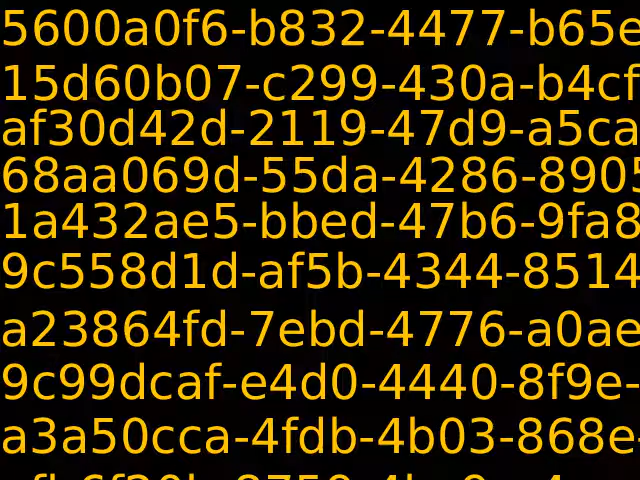 5600a0f6-b832-4477-b65e
15d60b07-c299-430a-b4cf
af30d42d-2119-47d9-a5ca
68aa069d-55da-4286-8905
1a432ae5-bbed-47b6-9fa8
9c558d1d-af5b-4344-8514
a23864fd-7ebd-4776-a0ae
9c99dcaf-e4d0-4440-8f9e-
a3a50cca-4fdb-4b03-868e-